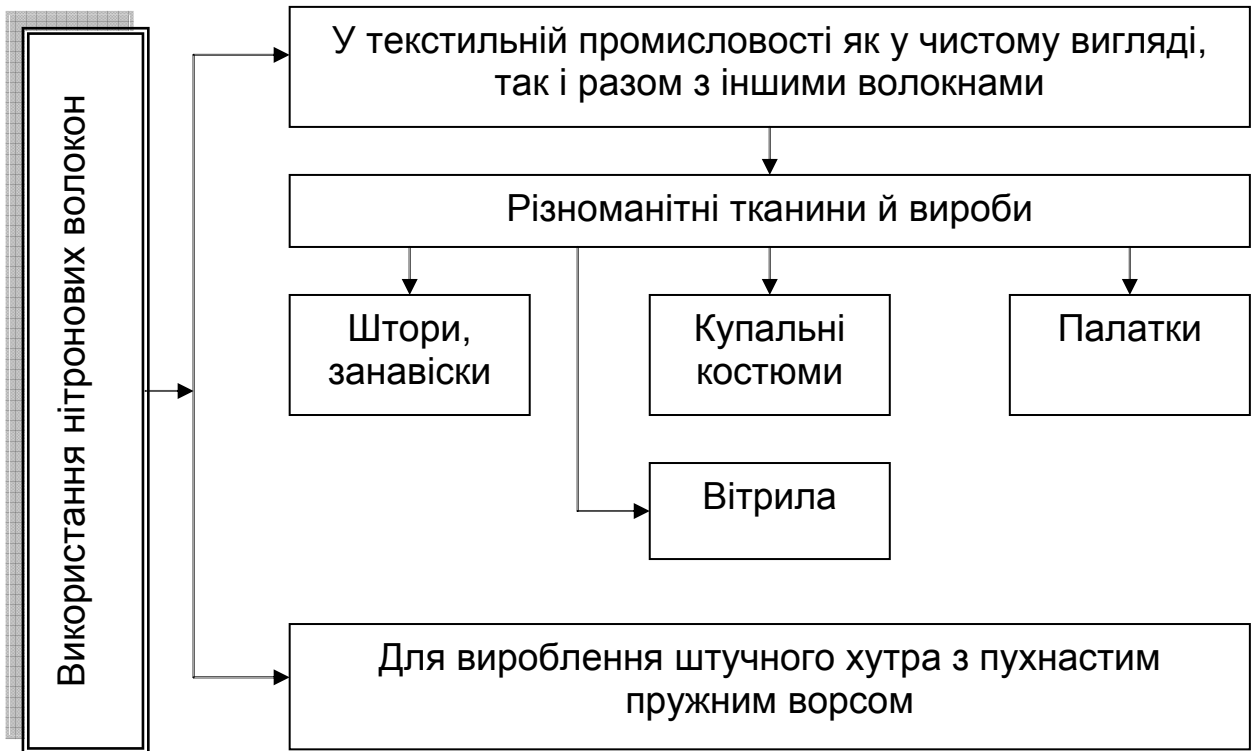 Використання нітронових волокон
У текстильній промисловості як у чистому вигляді,
так і разом з іншими волокнами
Різноманітні тканини й вироби
Штори,
занавіски
Купальні
костюми
Палатки
Вітрила
Для вироблення штучного хутра з пухнастим
пружним ворсом